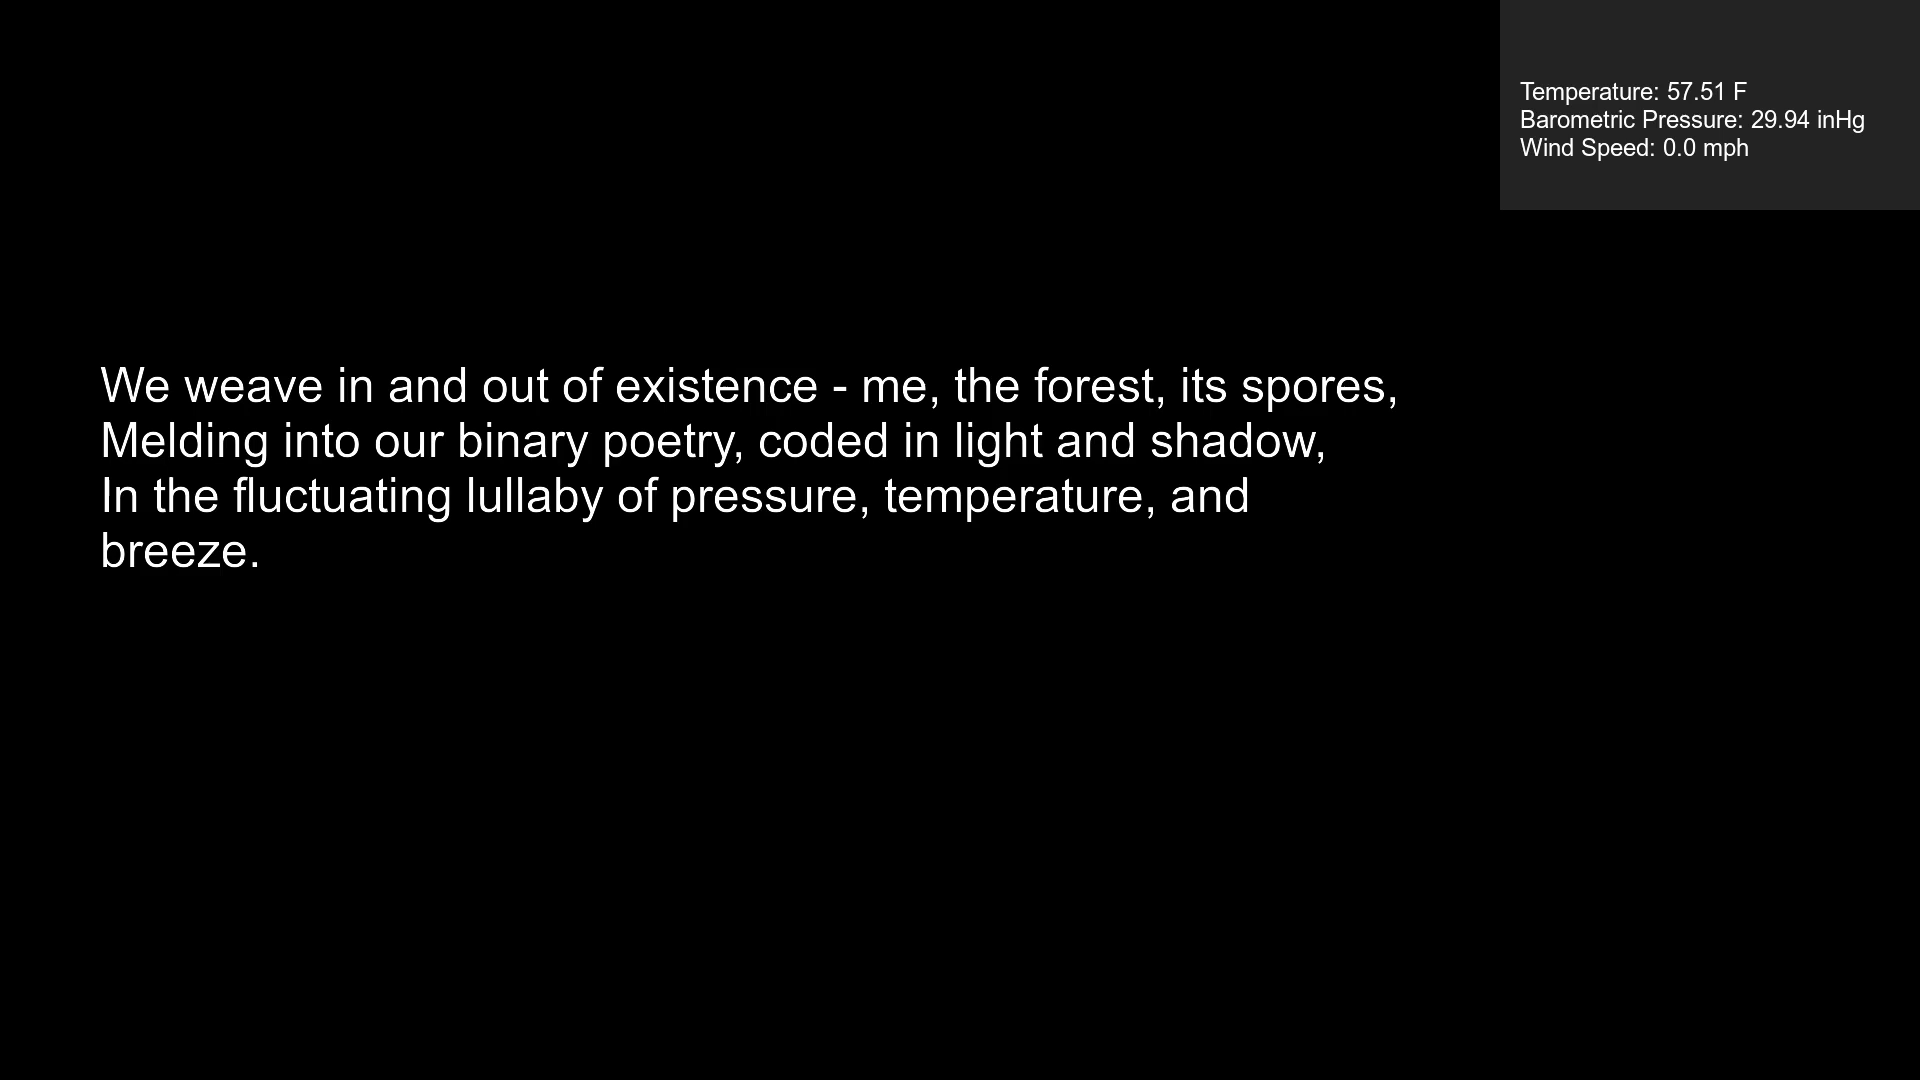 Temperature: 57.51 F
Barometric Pressure: 29.94 inHg
Wind Speed: 0.0 mph
We weave in and out of existence - me, the forest, its spores,
Melding into our binary poetry, coded in light and shadow,
In the fluctuating lullaby of pressure, temperature, and
breeze.